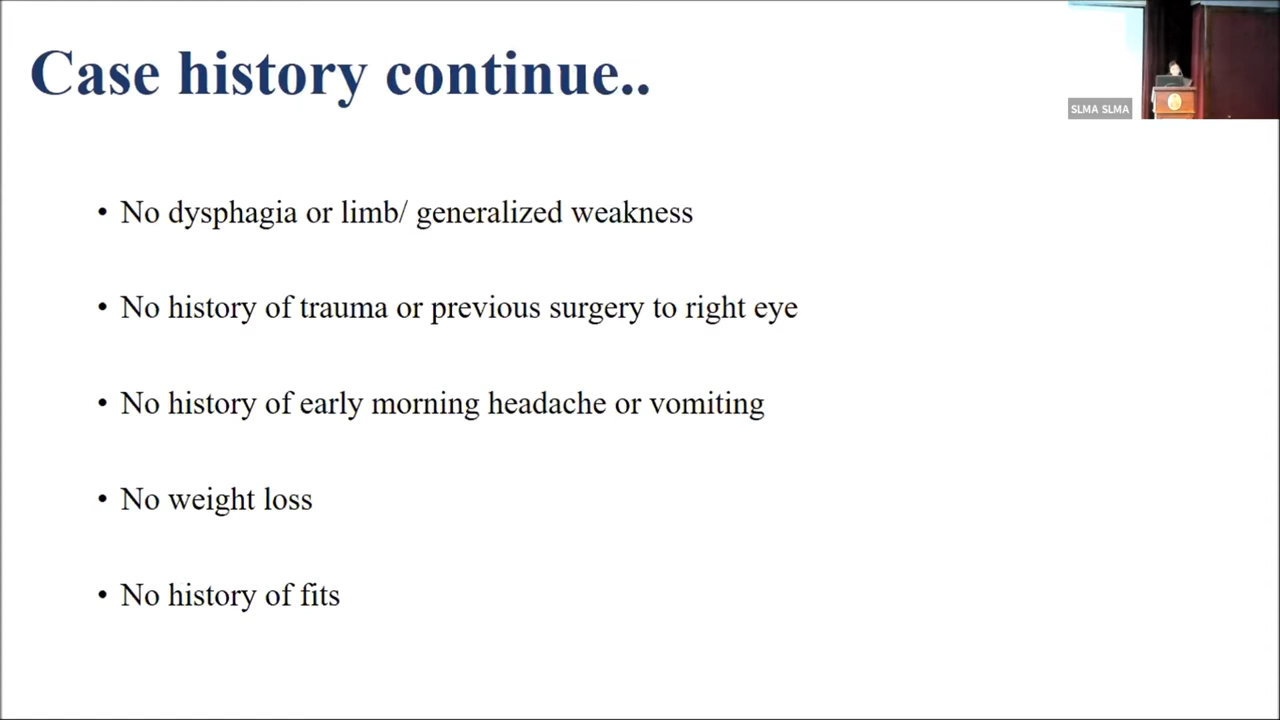 Case history continue..
SLMA SLMA
• No dysphagia or limb/ generalized weakness
• No history of trauma or previous surgery to right eye
• No history of early morning headache or vomiting
• No weight loss
• No history of fits